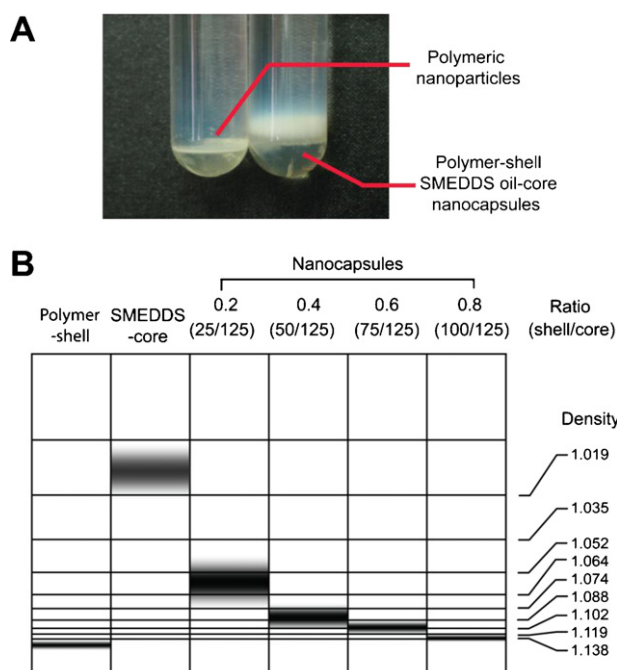 A
Polymeric
nanoparticles
Polymer-shell
SMEDDS oil-core
nanocapsules
B
Nanocapsules
Polymer
-shell
SMEDDS
-core
0.2
(25/125)
0.4
(50/125)
0.6
(75/125)
0.8
(100/125)
Ratio
(shell/core)
Density
1.019
1.035
1.052
1.064
1.074
1.088
1.102
1.119
1.138